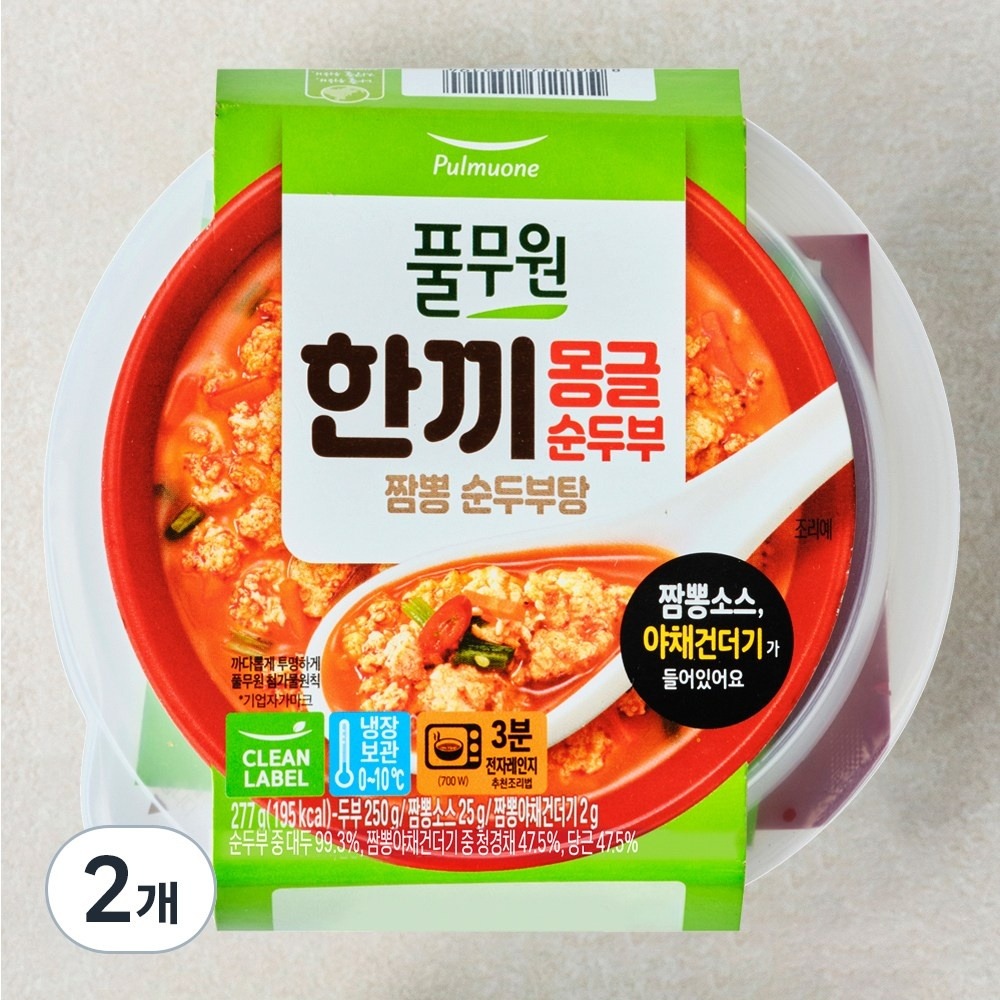 Pulmuone
풀무원
한끼 몽글
순두부
짬뽕 순두부탕
조리예
짬뽕소스,
야채건더기가
들어있어요
까다롭게 투명하게
풀무원 첨가물원칙
*기업자가마크
CLEAN
LABEL
냉장
보관
0~10℃
(700 W)
3분
전자레인지
추천조리법
277 g(195 kcal)-두부 250 g/ 짬뽕소스 25 g/ 짬뽕야채건더기 2 g
순두부 중 대두 99.3%, 짬뽕야채건더기 중 청경채 47.5%, 당근 47.5%
2개